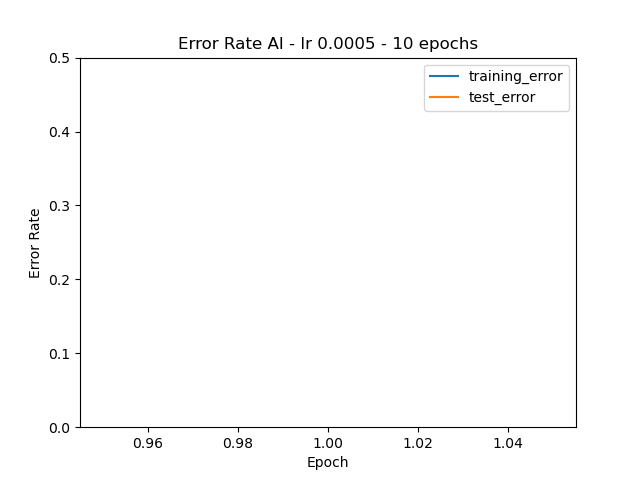 Error Rate AI - lr 0.0005 - 10 epochs
training_error
test_error
0.5
0.4
0.3
0.2
0.1
0.0
Error Rate
0.96 0.98 1.00 1.02 1.04
Epoch